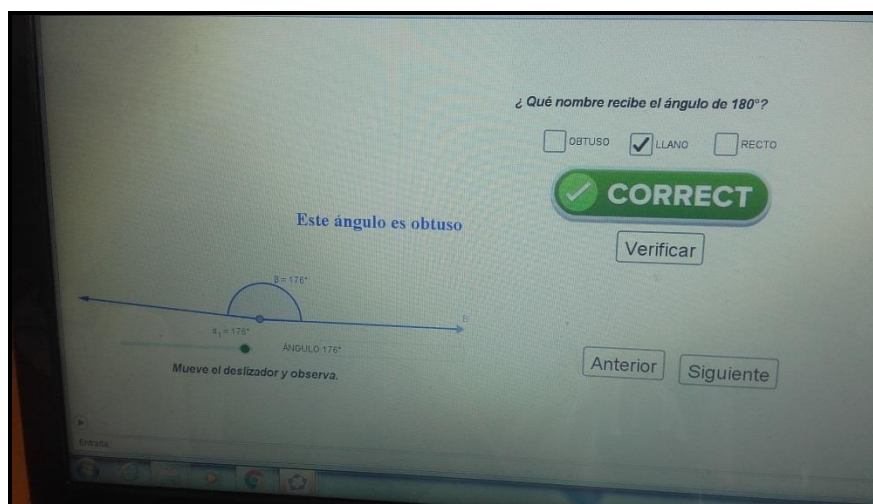 ¿ Qué nombre recibe el ángulo de 180°?
OBTUSO LLANO RECTO
CORRECT
Verificar
Este ángulo es obtuso
β = 176°
B
α₁ = 176°
ÁNGULO 176°
Mueve el deslizador y observa.
Anterior Siguiente
Entrada: